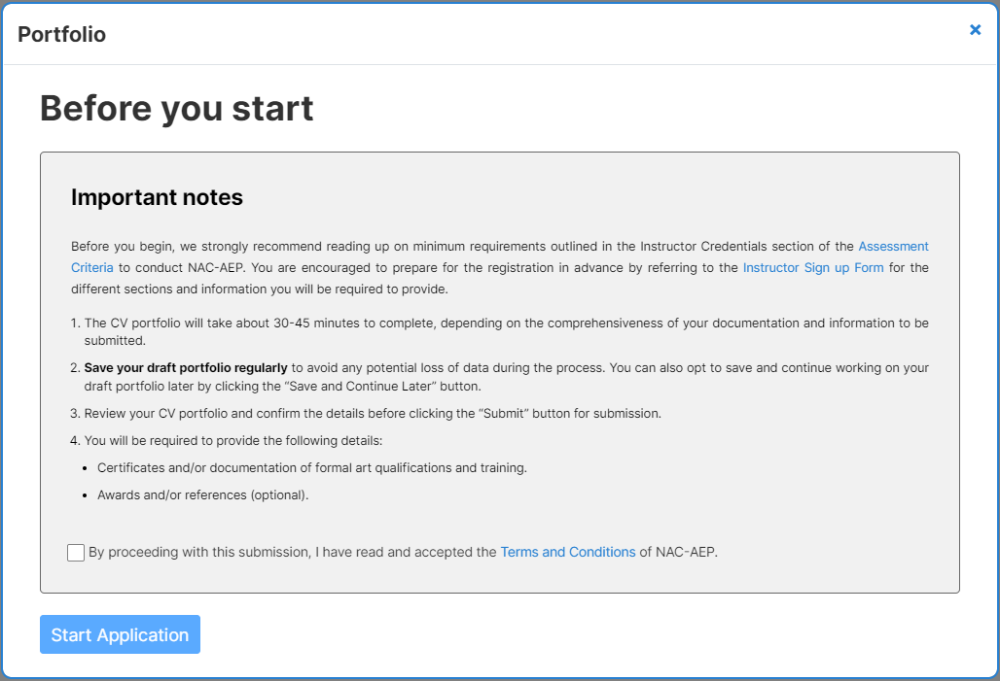 Portfolio
×
Before you start
Important notes
Before you begin, we strongly recommend reading up on minimum requirements outlined in the Instructor Credentials section of the Assessment
Criteria to conduct NAC-AEP. You are encouraged to prepare for the registration in advance by referring to the Instructor Sign up Form for the
different sections and information you will be required to provide.
1. The CV portfolio will take about 30-45 minutes to complete, depending on the comprehensiveness of your documentation and information to be
submitted.
2. Save your draft portfolio regularly to avoid any potential loss of data during the process. You can also opt to save and continue working on your
draft portfolio later by clicking the “Save and Continue Later” button.
3. Review your CV portfolio and confirm the details before clicking the “Submit” button for submission.
4. You will be required to provide the following details:
• Certificates and/or documentation of formal art qualifications and training.
• Awards and/or references (optional).
By proceeding with this submission, I have read and accepted the Terms and Conditions of NAC-AEP.
Start Application